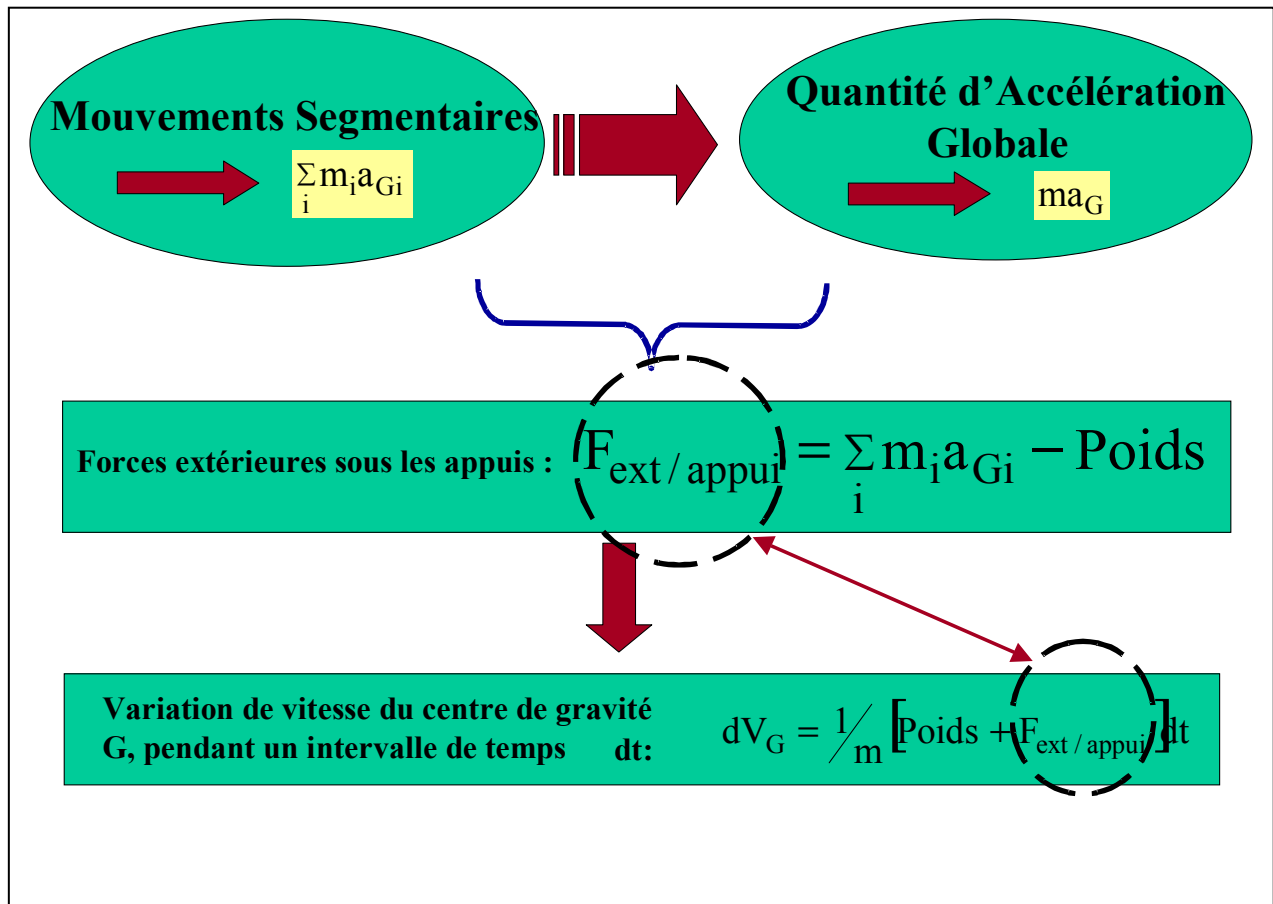 Mouvements Segmentaires
∑ᵢ mᵢa_Gi
Quantité d’Accélération
Globale
ma_G
Forces extérieures sous les appuis : F_ext / appui = ∑ᵢ mᵢa_Gi − Poids
Variation de vitesse du centre de gravité
G, pendant un intervalle de temps dt:
dV_G = 1/m [Poids + F_ext / appui]dt